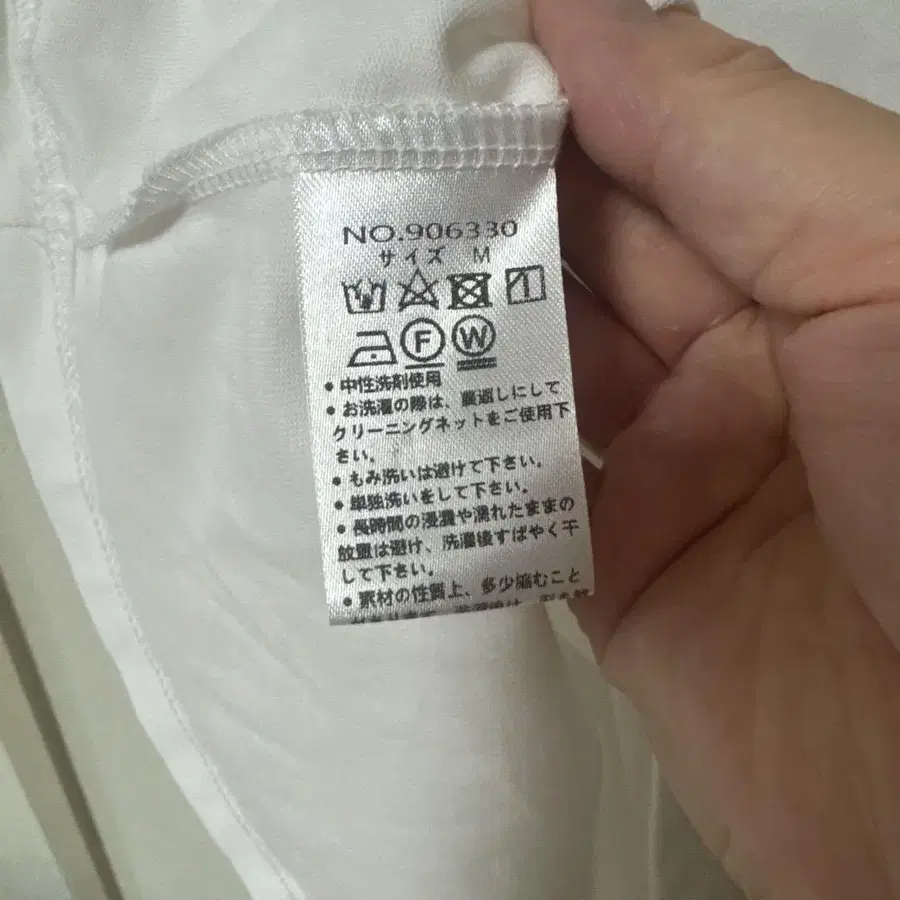 NO.906330
サイズ M
F W
• 中性洗剤使用
• お洗濯の際は、裏返しにして
クリーニングネットをご使用下
さい。
• もみ洗いは避けて下さい。
• 単独洗いをして下さい。
• 長時間の浸漬や濡れたままの
放置は避け、洗濯後すばやく干
して下さい。
• 素材の性質上、多少縮むこと